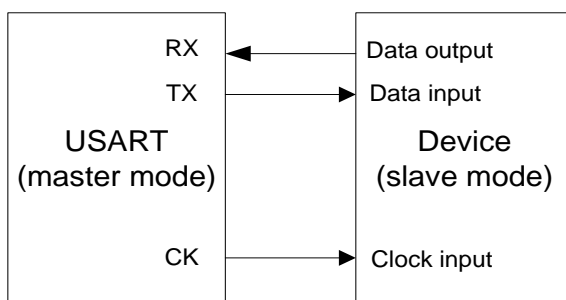 RX
Data output
TX
Data input
USART
(master mode)
Device
(slave mode)
CK
Clock input